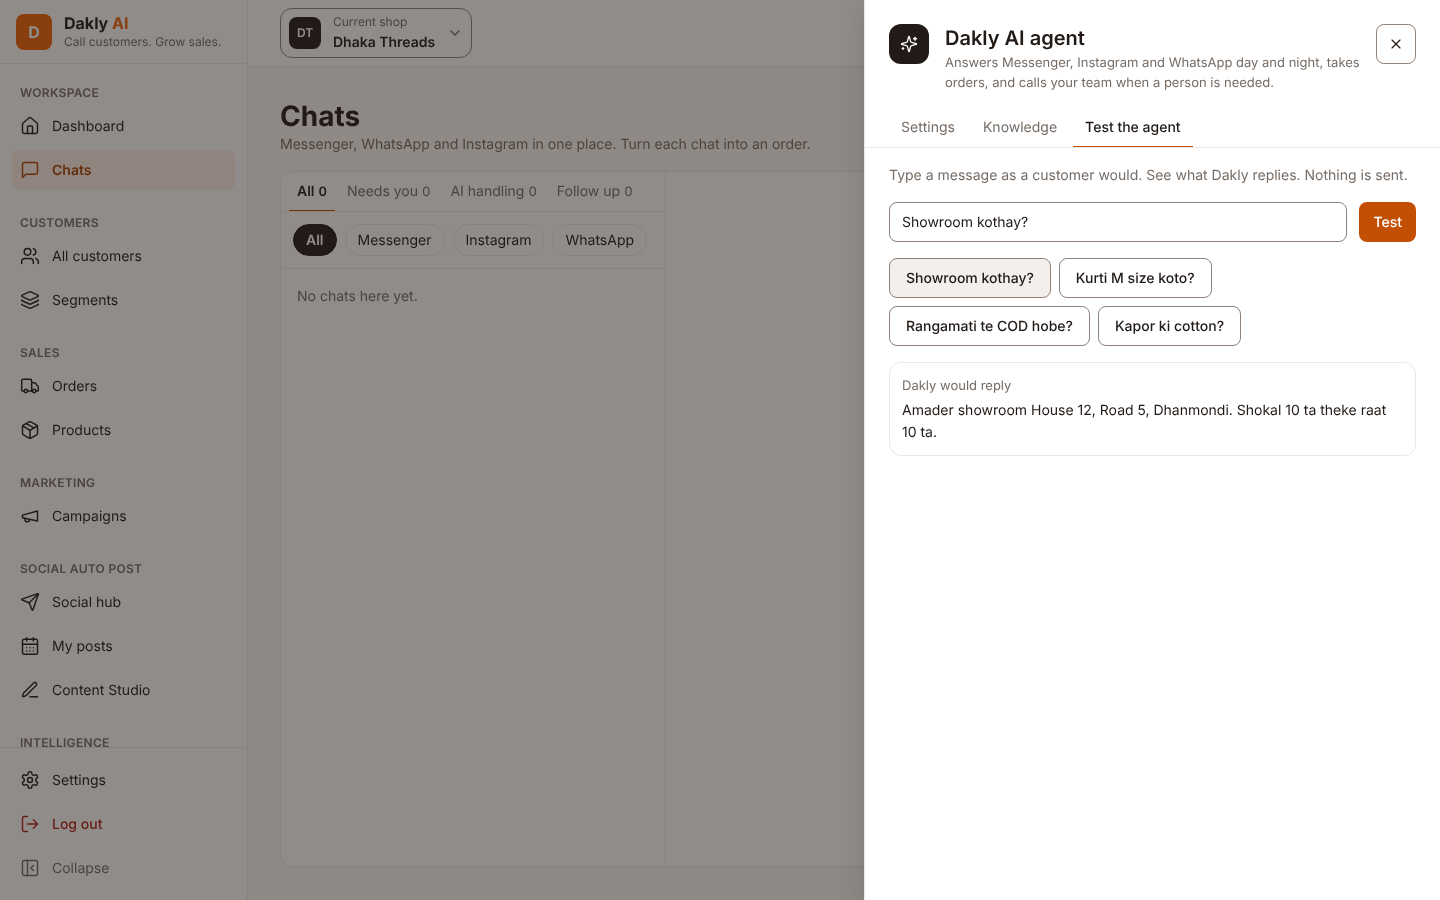 D
Dakly AI
Call customers. Grow sales.
WORKSPACE
Dashboard
Chats
CUSTOMERS
All customers
Segments
SALES
Orders
Products
MARKETING
Campaigns
SOCIAL AUTO POST
Social hub
My posts
Content Studio
INTELLIGENCE
Settings
Log out
Collapse
DT
Current shop
Dhaka Threads
Chats
Messenger, WhatsApp and Instagram in one place. Turn each chat into an order.
All 0 Needs you 0 AI handling 0 Follow up 0
All Messenger Instagram WhatsApp
No chats here yet.
Dakly AI agent
Answers Messenger, Instagram and WhatsApp day and night, takes
orders, and calls your team when a person is needed.
Settings Knowledge Test the agent
Type a message as a customer would. See what Dakly replies. Nothing is sent.
Showroom kothay? Test
Showroom kothay? Kurti M size koto?
Rangamati te COD hobe? Kapor ki cotton?
Dakly would reply
Amader showroom House 12, Road 5, Dhanmondi. Shokal 10 ta theke raat
10 ta.